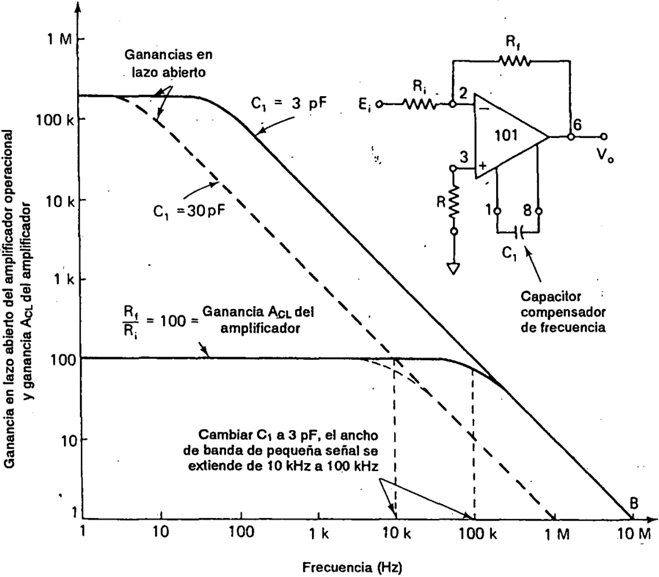 Ganancia en lazo abierto del amplificador operacional
y ganancia ACL del amplificador
1 M
100 k
10 k
1 k
100
10
1
Ganancias en
lazo abierto
C1 = 3 pF
C1 = 30 pF
Rf
Ri
Ei
2
−
101
6
3
+
Vo
R
1
8
C1
Capacitor
compensador
de frecuencia
Rf/Ri = 100 = Ganancia ACL del
amplificador
Cambiar C1 a 3 pF, el ancho
de banda de pequeña señal se
extiende de 10 kHz a 100 kHz
B
1
10
100
1 k
10 k
100 k
1 M
10 M
Frecuencia (Hz)